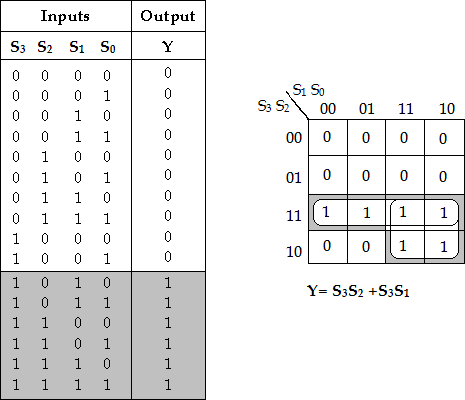 Inputs Output
S3 S2 S1 S0 Y
0 0 0 0 0
0 0 0 1 0
0 0 1 0 0
0 0 1 1 0
0 1 0 0 0
0 1 0 1 0
0 1 1 0 0
0 1 1 1 0
1 0 0 0 0
1 0 0 1 0
1 0 1 0 1
1 0 1 1 1
1 1 0 0 1
1 1 0 1 1
1 1 1 0 1
1 1 1 1 1
S1 S0
S3 S2
00 01 11 10
00 0 0 0 0
01 0 0 0 0
11 1 1 1 1
10 0 0 1 1
Y= S3S2 +S3S1